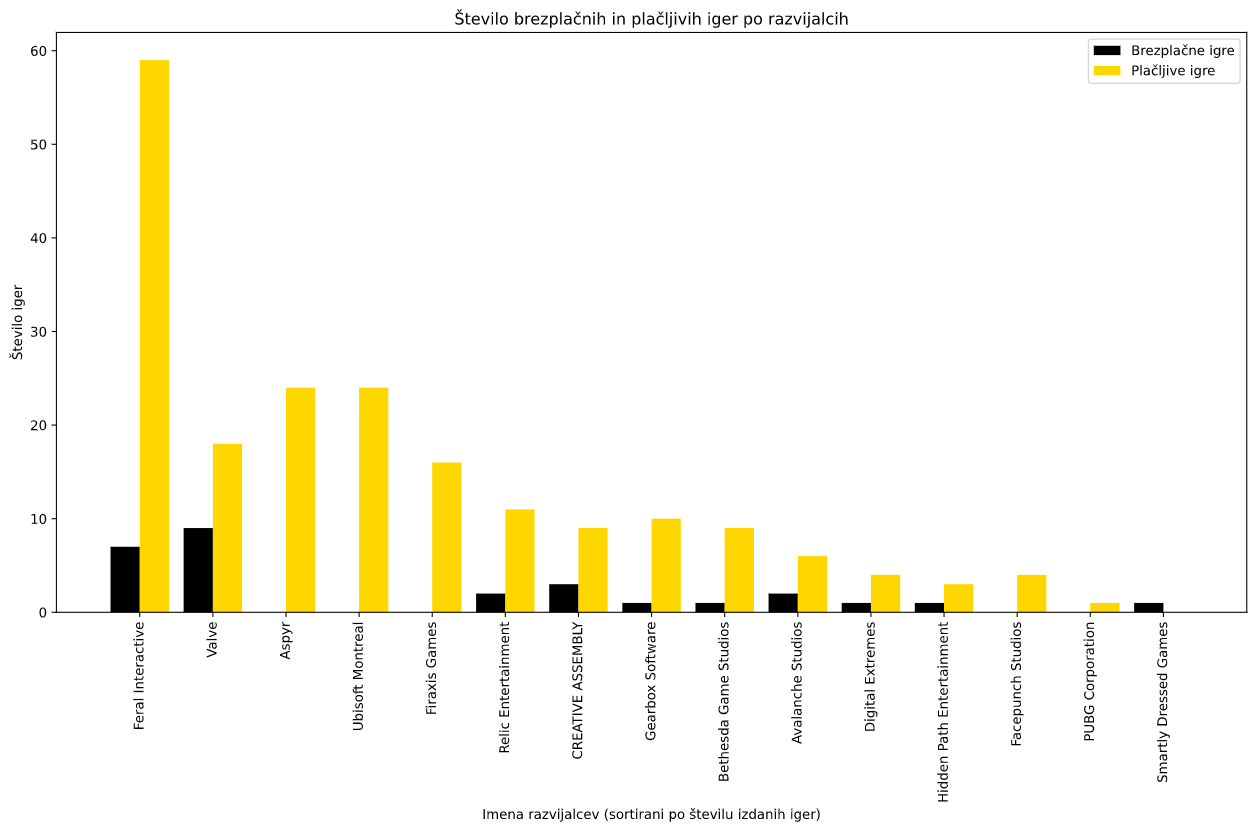 Število brezplačnih in plačljivih iger po razvijalcih
Brezplačne igre
Plačljive igre
Število iger
60
50
40
30
20
10
0
Feral Interactive
Valve
Aspyr
Ubisoft Montreal
Firaxis Games
Relic Entertainment
CREATIVE ASSEMBLY
Gearbox Software
Bethesda Game Studios
Avalanche Studios
Digital Extremes
Hidden Path Entertainment
Facepunch Studios
PUBG Corporation
Smartly Dressed Games
Imena razvijalcev (sortirani po številu izdanih iger)